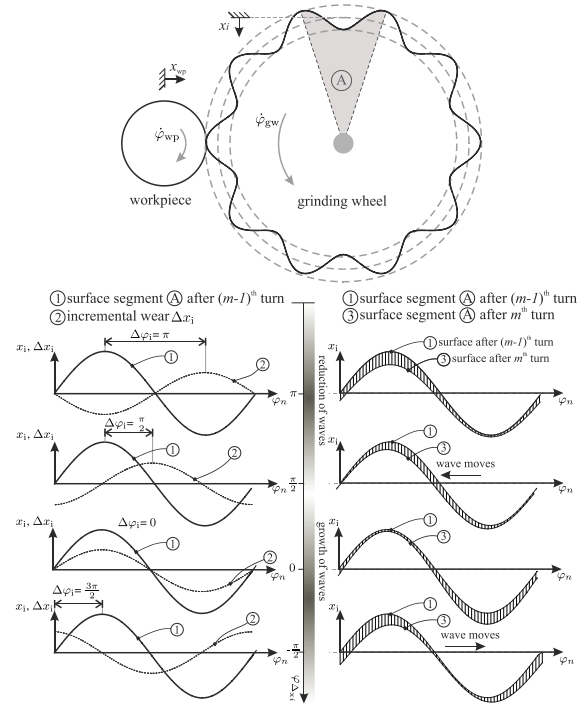 xᵢ
x_wp
A
φ̇_wp
φ̇_gw
workpiece
grinding wheel
① surface segment Ⓐ after (m-1)ᵗʰ turn
② incremental wear Δxᵢ
① surface segment Ⓐ after (m-1)ᵗʰ turn
③ surface segment Ⓐ after mᵗʰ turn
xᵢ, Δxᵢ
Δφᵢ= π
①
②
φₙ
reduction of waves
π
xᵢ
① surface after (m-1)ᵗʰ turn
③ surface after mᵗʰ turn
φₙ
xᵢ, Δxᵢ
Δφᵢ= π/2
①
②
φₙ
π/2
xᵢ
①
③
wave moves
φₙ
xᵢ, Δxᵢ
Δφᵢ= 0
①
②
φₙ
growth of waves
0
xᵢ
①
③
φₙ
Δφᵢ= 3π/2
xᵢ, Δxᵢ
①
②
φₙ
-π/2
φ_Δxᵢ
xᵢ
①
③
wave moves
φₙ